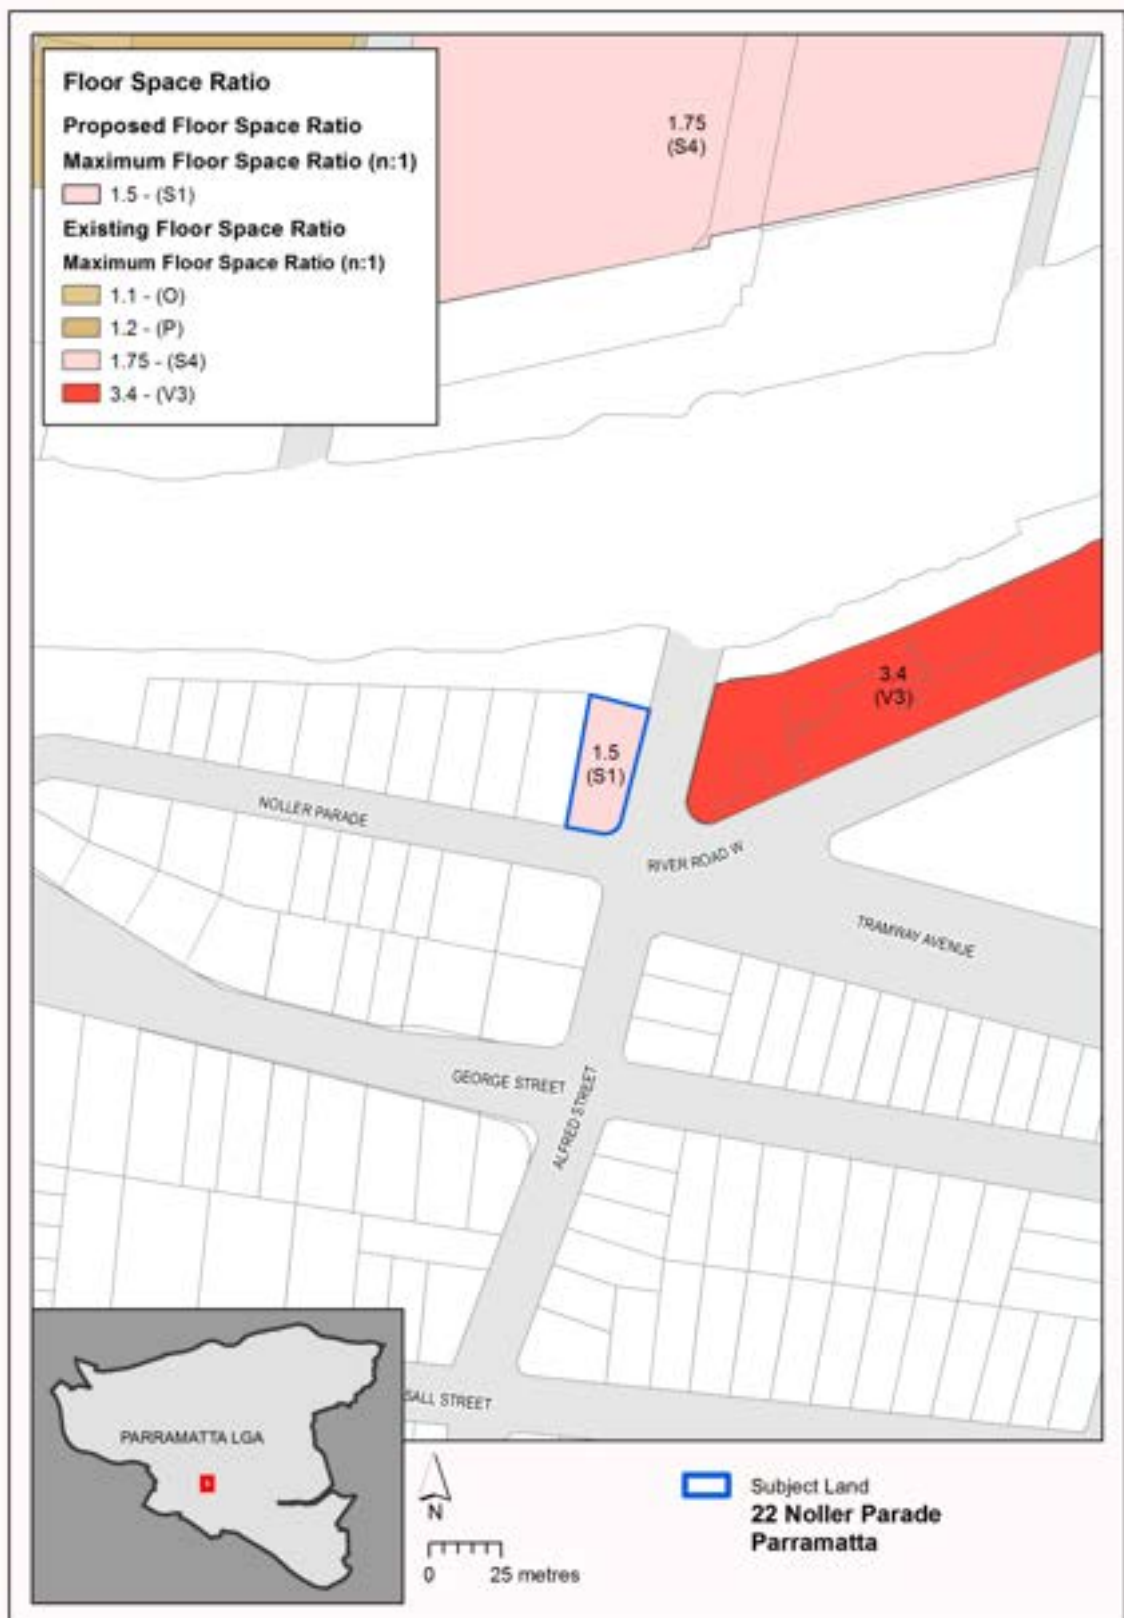 Floor Space Ratio
Proposed Floor Space Ratio
Maximum Floor Space Ratio (n:1)
1.5 - (S1)
Existing Floor Space Ratio
Maximum Floor Space Ratio (n:1)
1.1 - (O)
1.2 - (P)
1.75 - (S4)
3.4 - (V3)
1.75
(S4)
3.4
(V3)
1.5
(S1)
NOLLER PARADE
RIVER ROAD W
TRAMWAY AVENUE
GEORGE STREET
ALFRED STREET
STREET
PARRAMATTA LGA
N
0 25 metres
Subject Land
22 Noller Parade
Parramatta